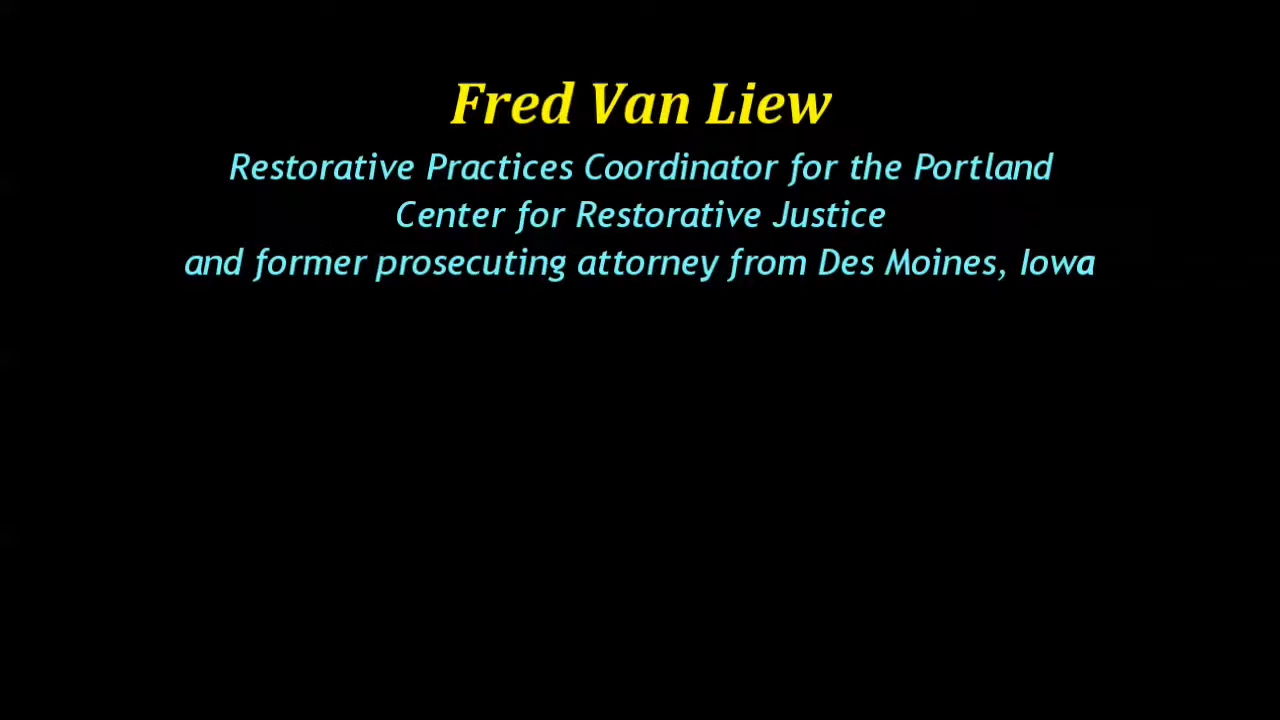 Fred Van Liew
Restorative Practices Coordinator for the Portland
Center for Restorative Justice
and former prosecuting attorney from Des Moines, Iowa